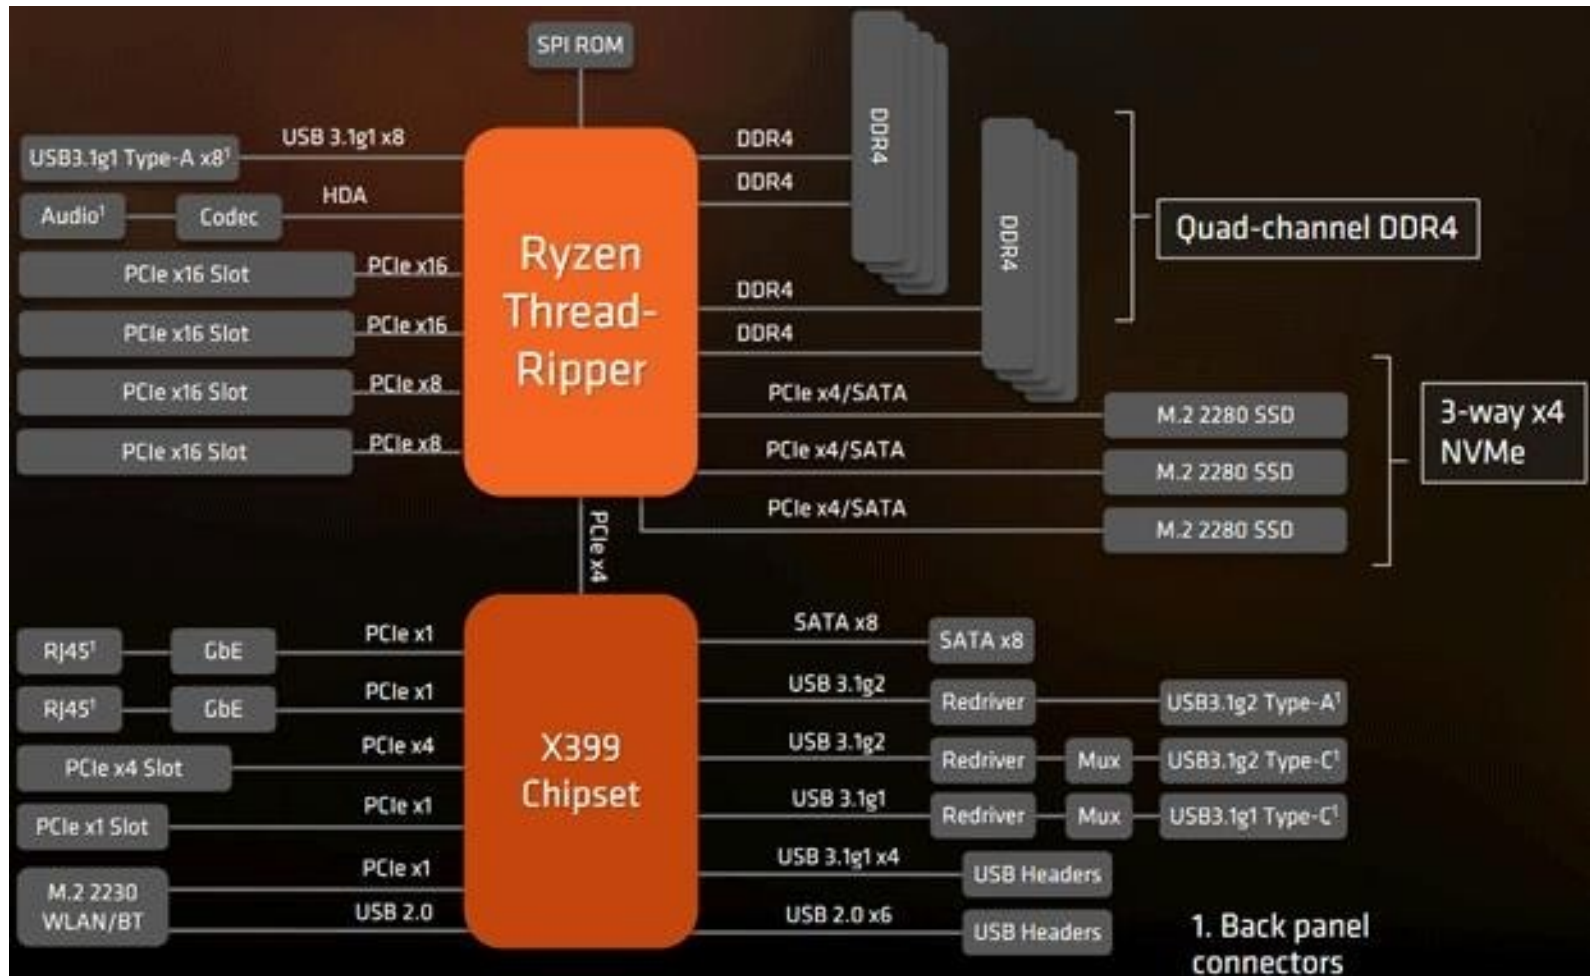 SPI ROM
USB3.1g1 Type-A x8¹
USB 3.1g1 x8
Audio¹
Codec
HDA
PCIe x16 Slot
PCIe x16
PCIe x16 Slot
PCIe x16
PCIe x16 Slot
PCIe x8
PCIe x16 Slot
PCIe x8
Ryzen
Thread-
Ripper
DDR4
DDR4
DDR4
DDR4
DDR4
DDR4
Quad-channel DDR4
PCIe x4/SATA
M.2 2280 SSD
PCIe x4/SATA
M.2 2280 SSD
PCIe x4/SATA
M.2 2280 SSD
3-way x4
NVMe
PCIe x4
RJ45¹
GbE
PCIe x1
RJ45¹
GbE
PCIe x1
PCIe x4 Slot
PCIe x4
PCIe x1 Slot
PCIe x1
M.2 2230
WLAN/BT
PCIe x1
USB 2.0
X399
Chipset
SATA x8
SATA x8
USB 3.1g2
Redriver
USB3.1g2 Type-A¹
USB 3.1g2
Redriver
Mux
USB3.1g2 Type-C¹
USB 3.1g1
Redriver
Mux
USB3.1g1 Type-C¹
USB 3.1g1 x4
USB Headers
USB 2.0 x6
USB Headers
1. Back panel
connectors